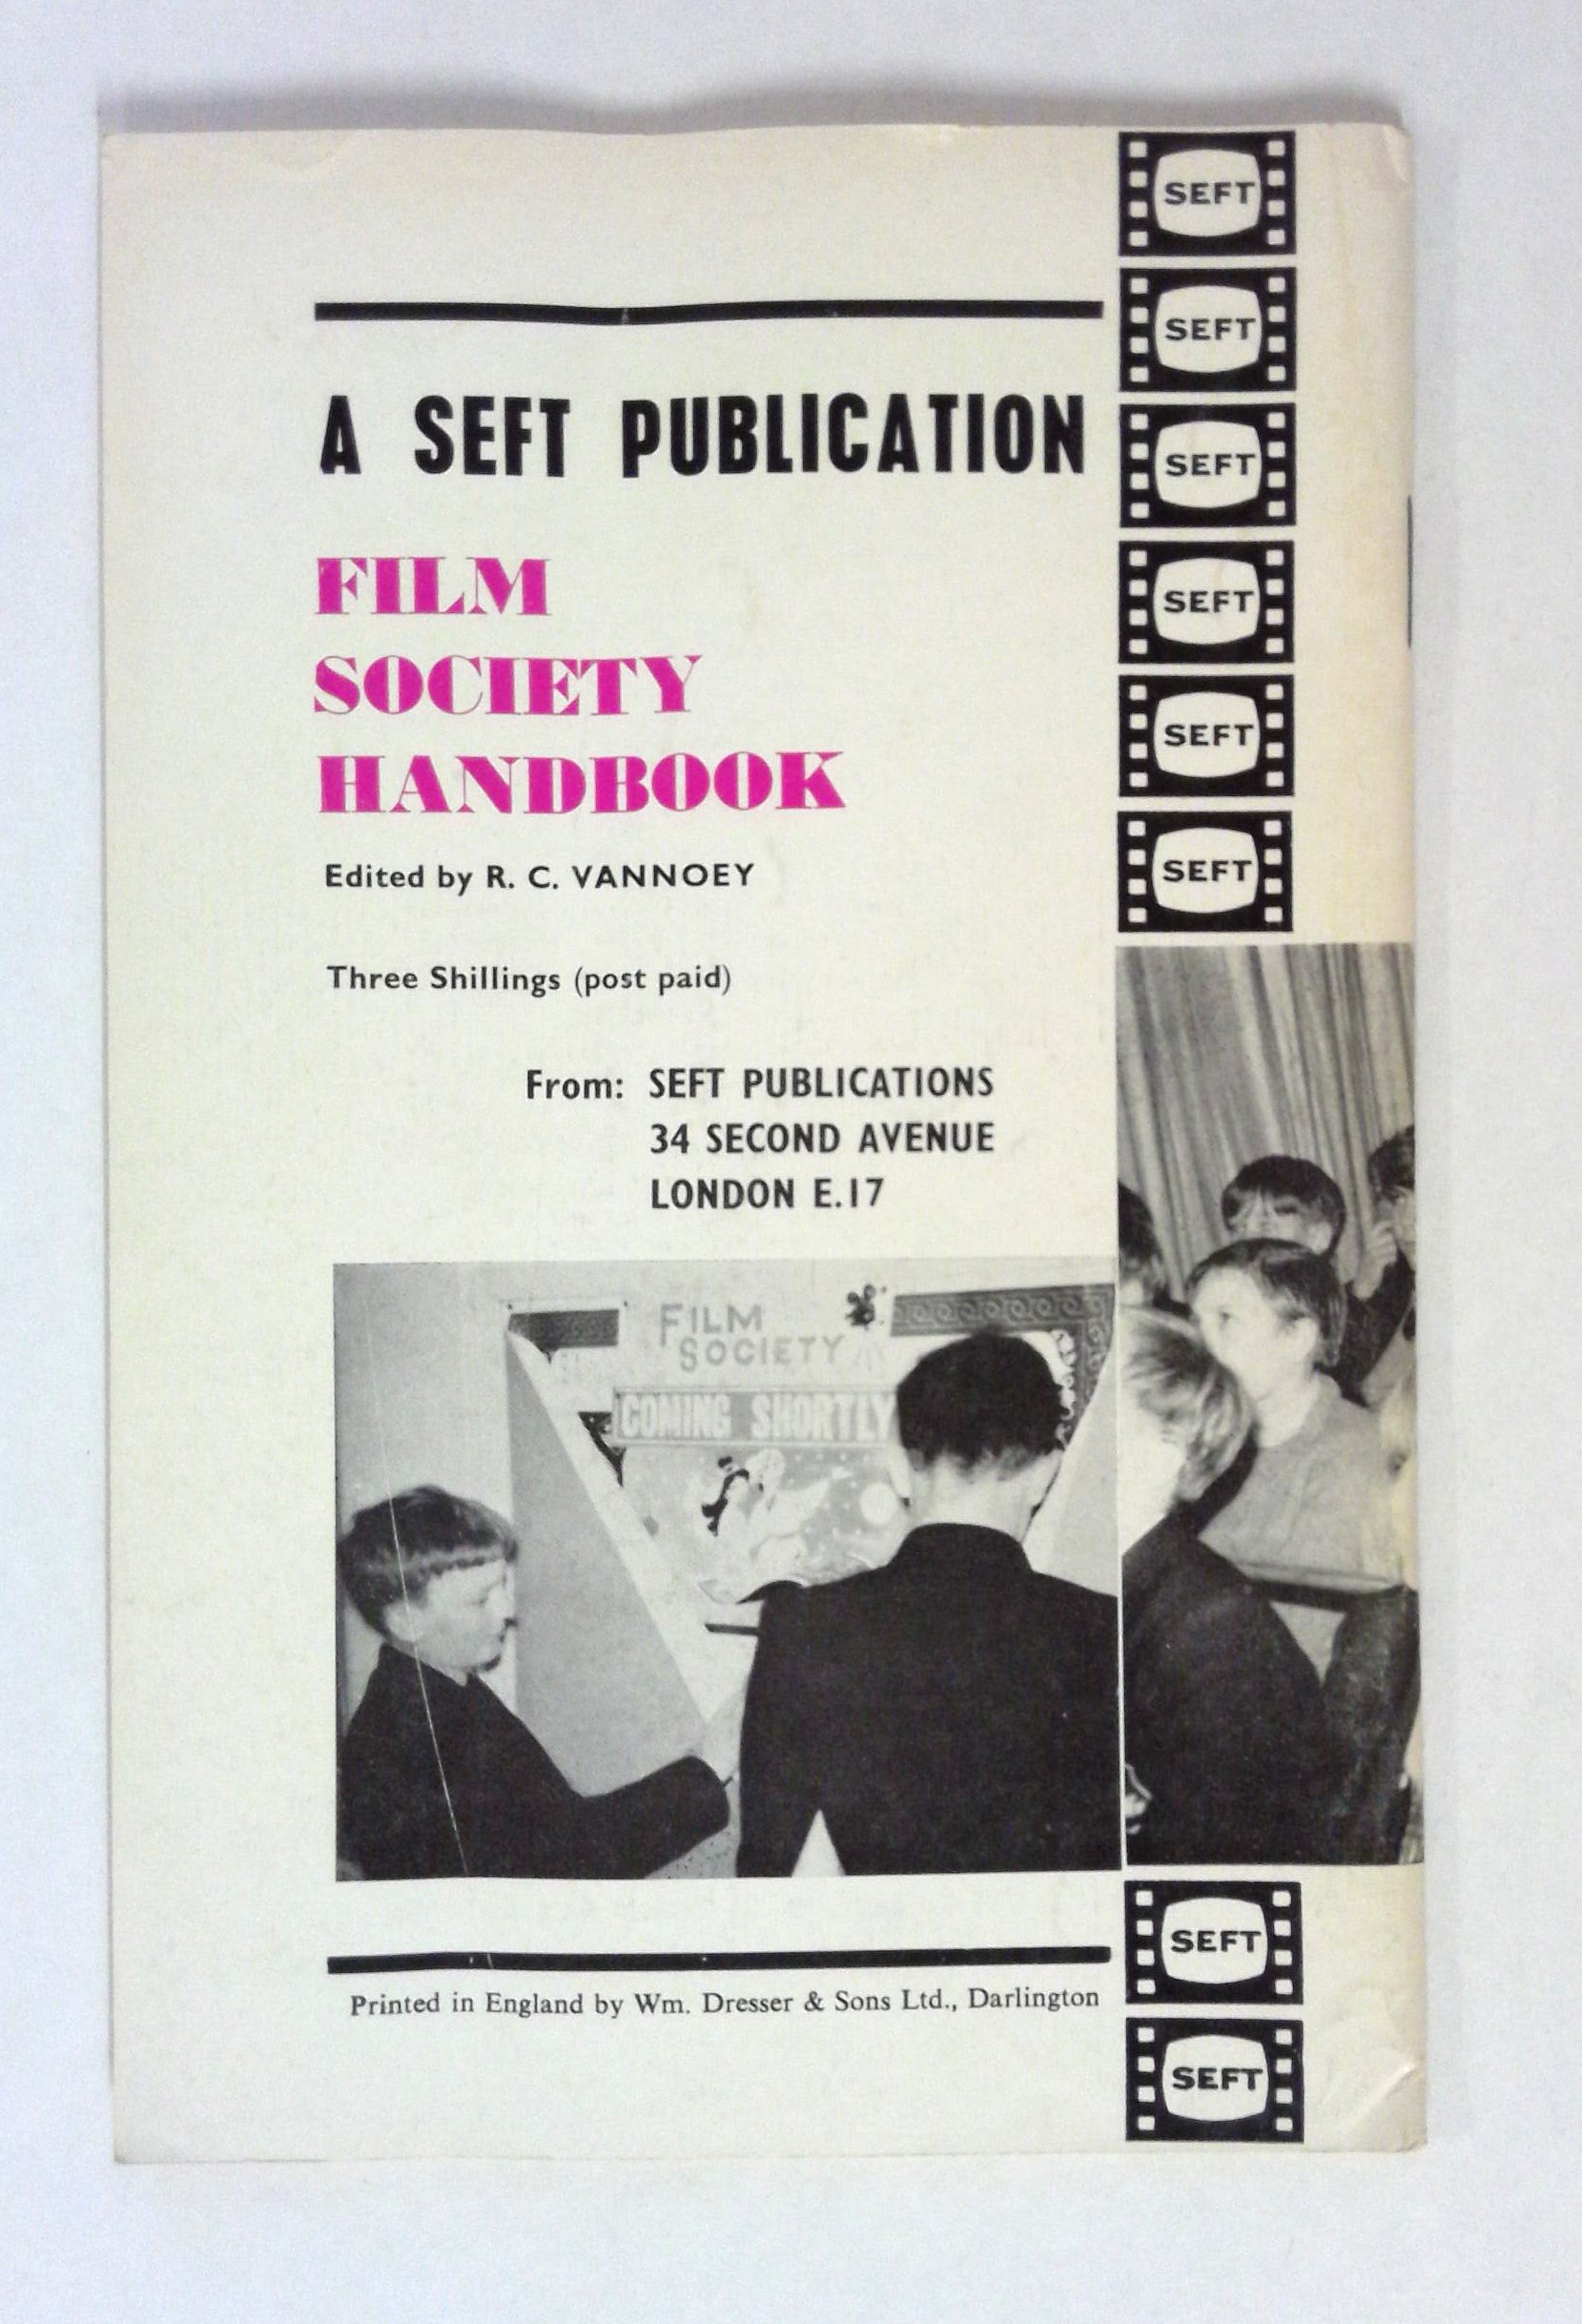 SEFT
SEFT
SEFT
SEFT
SEFT
SEFT
A SEFT PUBLICATION
FILM
SOCIETY
HANDBOOK
Edited by R. C. VANNOEY
Three Shillings (post paid)
From: SEFT PUBLICATIONS
34 SECOND AVENUE
LONDON E.17
FILM
SOCIETY
COMING SHORTLY
SEFT
Printed in England by Wm. Dresser & Sons Ltd., Darlington
SEFT